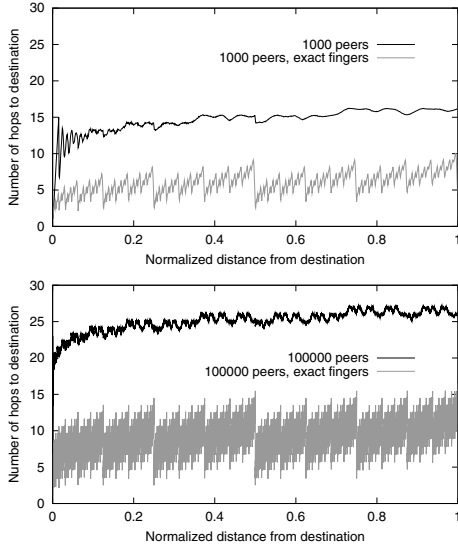 30
25
20
15
10
5
0
Number of hops to destination
1000 peers
1000 peers, exact fingers
0 0.2 0.4 0.6 0.8 1
Normalized distance from destination
30
25
20
15
10
5
0
Number of hops to destination
100000 peers
100000 peers, exact fingers
0 0.2 0.4 0.6 0.8 1
Normalized distance from destination